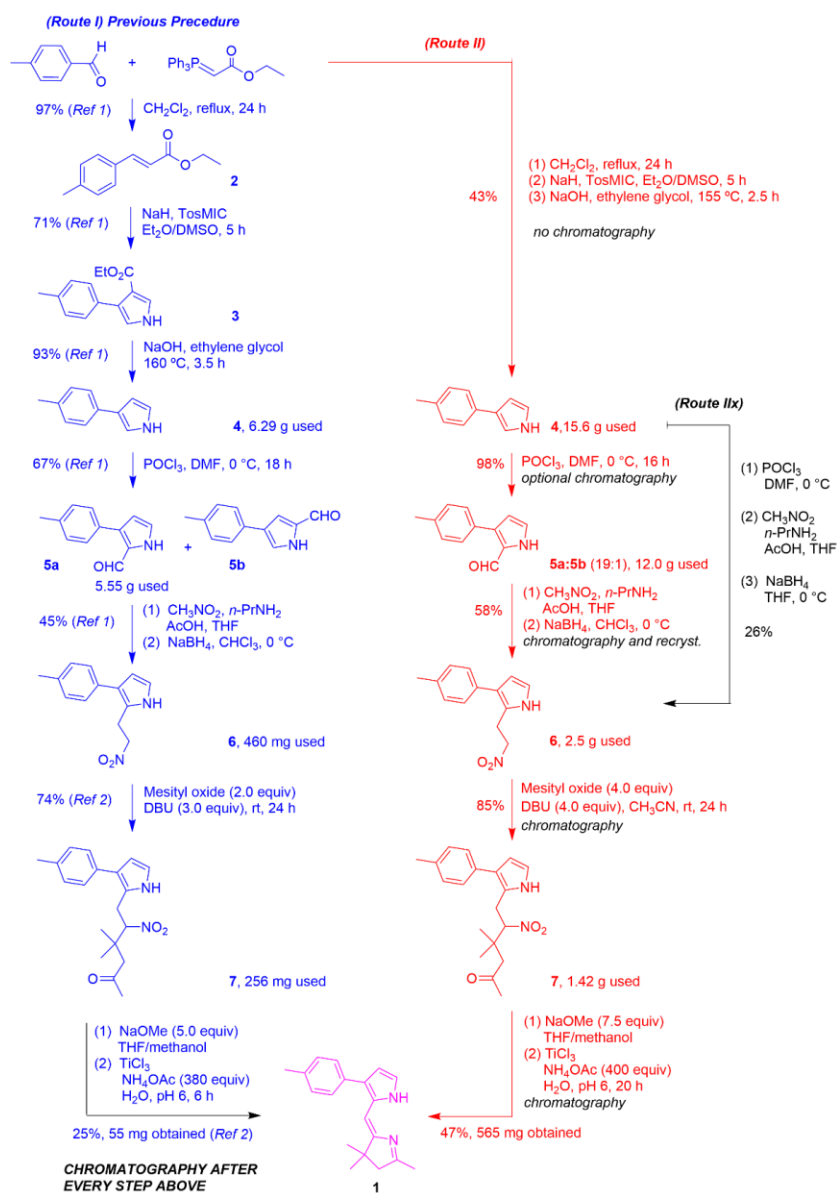 (Route I) Previous Precedure
(Route II)
H
O
+
Ph3P
O
O
97% (Ref 1)
CH2Cl2, reflux, 24 h
O
O
2
(1) CH2Cl2, reflux, 24 h
(2) NaH, TosMIC, Et2O/DMSO, 5 h
(3) NaOH, ethylene glycol, 155 ºC, 2.5 h
43%
no chromatography
71% (Ref 1)
NaH, TosMIC
Et2O/DMSO, 5 h
EtO2C
NH
3
93% (Ref 1)
NaOH, ethylene glycol
160 ºC, 3.5 h
(Route IIx)
NH
4, 6.29 g used
NH
4,15.6 g used
67% (Ref 1)
POCl3, DMF, 0 °C, 18 h
98%
POCl3, DMF, 0 °C, 16 h
optional chromatography
(1) POCl3
DMF, 0 °C
(2) CH3NO2
n-PrNH2
AcOH, THF
(3) NaBH4
THF, 0 °C
26%
NH
CHO
5a
OHC
+
N
H
5b
5.55 g used
NH
OHC
5a:5b (19:1), 12.0 g used
45% (Ref 1)
(1) CH3NO2, n-PrNH2
AcOH, THF
(2) NaBH4, CHCl3, 0 °C
58%
(1) CH3NO2, n-PrNH2
AcOH, THF
(2) NaBH4, CHCl3, 0 °C
chromatography and recryst.
NH
O2N
6, 460 mg used
NH
O2N
6, 2.5 g used
74% (Ref 2)
Mesityl oxide (2.0 equiv)
DBU (3.0 equiv), rt, 24 h
85%
Mesityl oxide (4.0 equiv)
DBU (4.0 equiv), CH3CN, rt, 24 h
chromatography
NH
NO2
O
7, 256 mg used
NH
NO2
O
7, 1.42 g used
(1) NaOMe (5.0 equiv)
THF/methanol
(2) TiCl3
NH4OAc (380 equiv)
H2O, pH 6, 6 h
(1) NaOMe (7.5 equiv)
THF/methanol
(2) TiCl3
NH4OAc (400 equiv)
H2O, pH 6, 20 h
chromatography
NH
N
25%, 55 mg obtained (Ref 2)
47%, 565 mg obtained
CHROMATOGRAPHY AFTER
EVERY STEP ABOVE
1